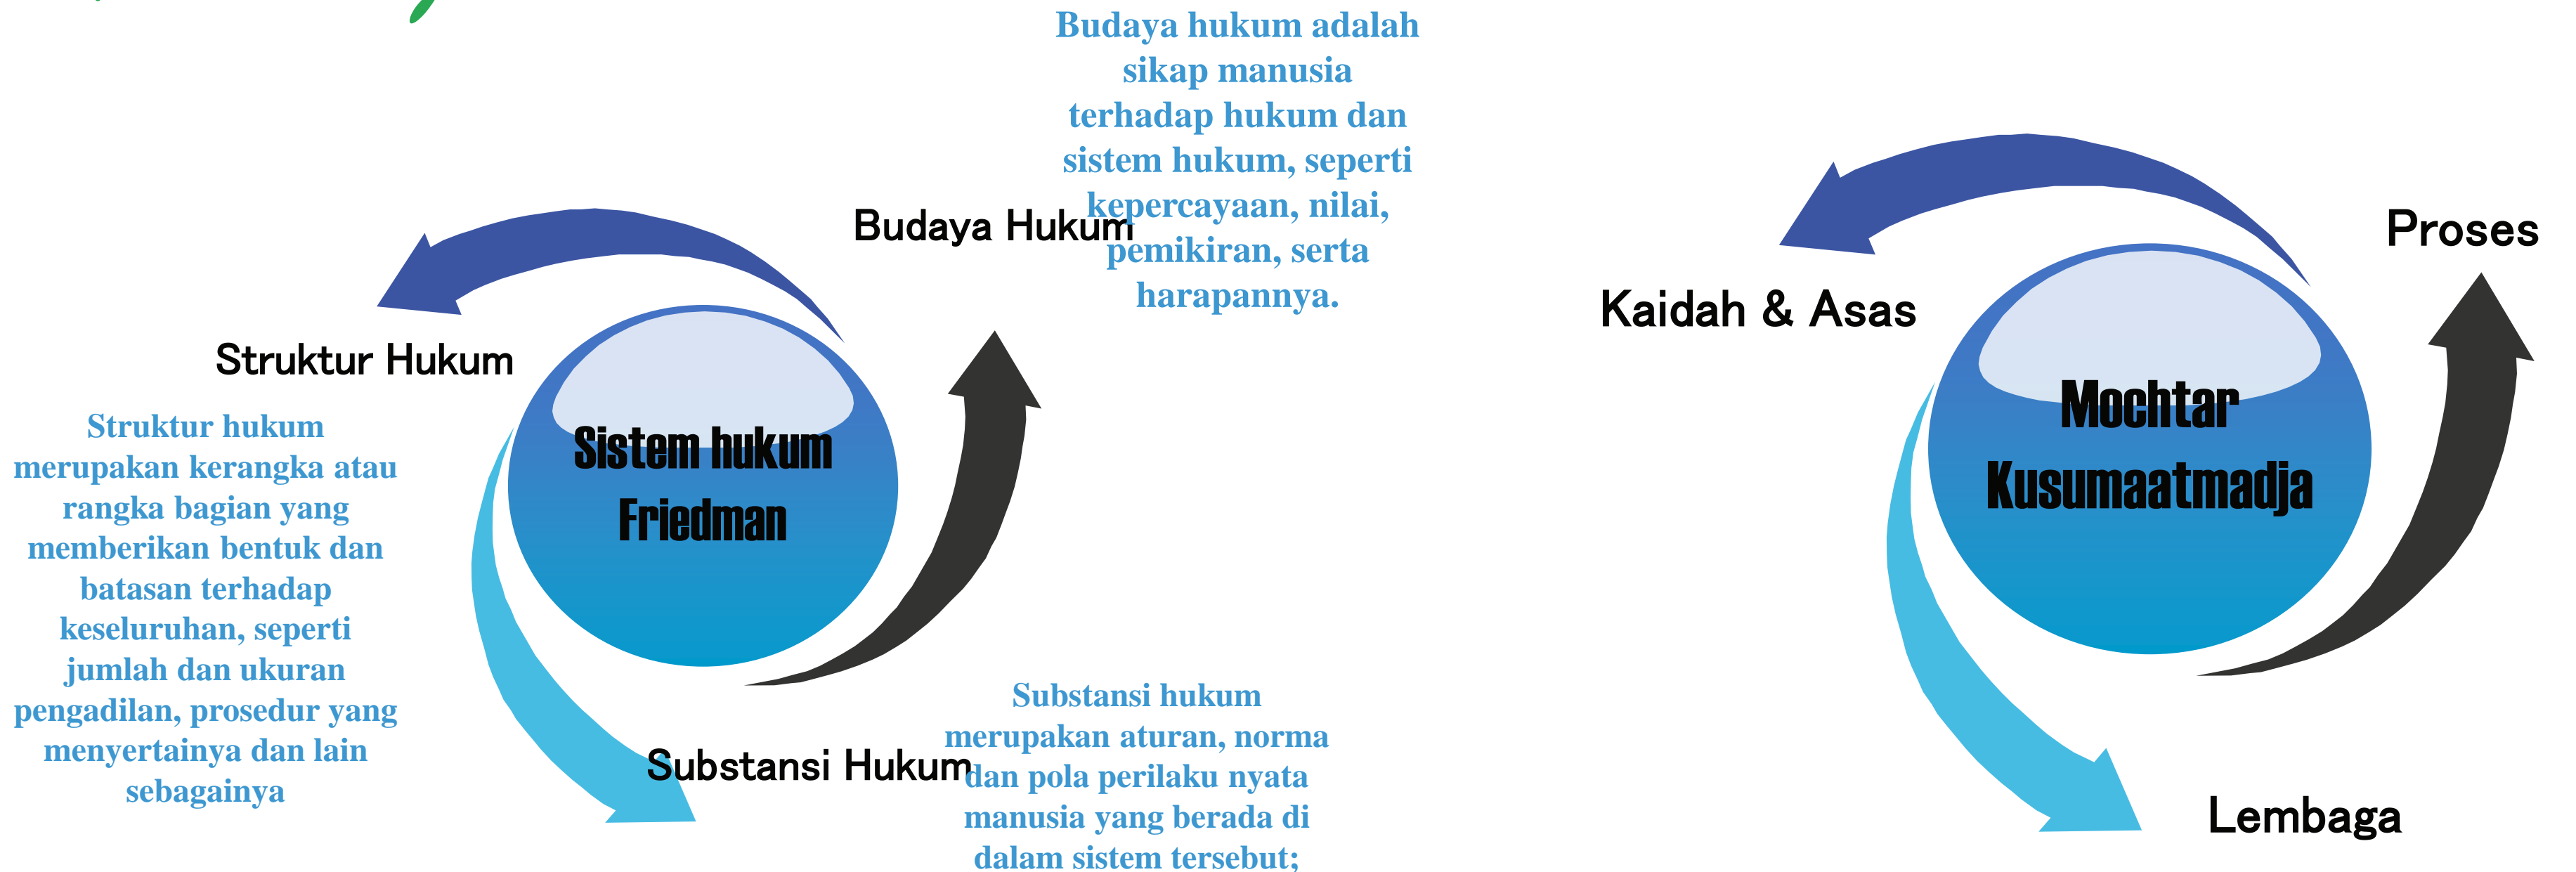 Budaya hukum adalah
sikap manusia
terhadap hukum dan
sistem hukum, seperti
kepercayaan, nilai,
pemikiran, serta
harapannya.
Budaya Hukum
Struktur Hukum
Struktur hukum
merupakan kerangka atau
rangka bagian yang
memberikan bentuk dan
batasan terhadap
keseluruhan, seperti
jumlah dan ukuran
pengadilan, prosedur yang
menyertainya dan lain
sebagainya
Sistem hukum
Friedman
Substansi Hukum
Substansi hukum
merupakan aturan, norma
dan pola perilaku nyata
manusia yang berada di
dalam sistem tersebut;
Proses
Kaidah & Asas
Mochtar
Kusumaatmadja
Lembaga